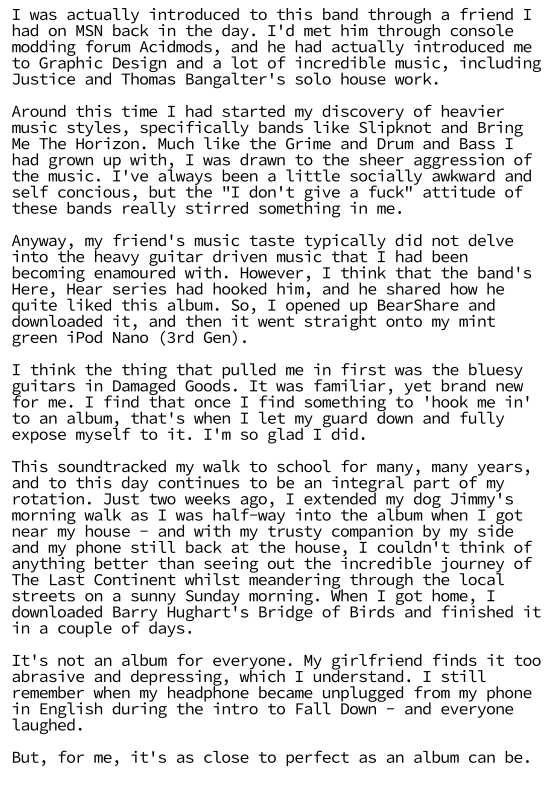 I was actually introduced to this band through a friend I
had on MSN back in the day. I'd met him through console
modding forum Acidmods, and he had actually introduced me
to Graphic Design and a lot of incredible music, including
Justice and Thomas Bangalter's solo house work.

Around this time I had started my discovery of heavier
music styles, specifically bands like Slipknot and Bring
Me The Horizon. Much like the Grime and Drum and Bass I
had grown up with, I was drawn to the sheer aggression of
the music. I've always been a little socially awkward and
self concious, but the "I don't give a fuck" attitude of
these bands really stirred something in me.

Anyway, my friend's music taste typically did not delve
into the heavy guitar driven music that I had been
becoming enamoured with. However, I think that the band's
Here, Hear series had hooked him, and he shared how he
quite liked this album. So, I opened up BearShare and
downloaded it, and then it went straight onto my mint
green iPod Nano (3rd Gen).

I think the thing that pulled me in first was the bluesy
guitars in Damaged Goods. It was familiar, yet brand new
for me. I find that once I find something to 'hook me in'
to an album, that's when I let my guard down and fully
expose myself to it. I'm so glad I did.

This soundtracked my walk to school for many, many years,
and to this day continues to be an integral part of my
rotation. Just two weeks ago, I extended my dog Jimmy's
morning walk as I was half-way into the album when I got
near my house - and with my trusty companion by my side
and my phone still back at the house, I couldn't think of
anything better than seeing out the incredible journey of
The Last Continent whilst meandering through the local
streets on a sunny Sunday morning. When I got home, I
downloaded Barry Hughart's Bridge of Birds and finished it
in a couple of days.

It's not an album for everyone. My girlfriend finds it too
abrasive and depressing, which I understand. I still
remember when my headphone became unplugged from my phone
in English during the intro to Fall Down - and everyone
laughed.

But, for me, it's as close to perfect as an album can be.